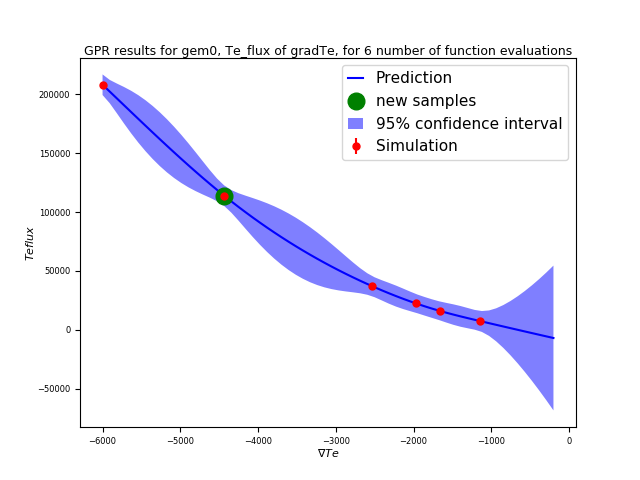 GPR results for gem0, Te_flux of gradTe, for 6 number of function evaluations
Prediction
new samples
95% confidence interval
Simulation
200000
150000
100000
50000
0
−50000
Teflux
−6000 −5000 −4000 −3000 −2000 −1000 0
∇Te